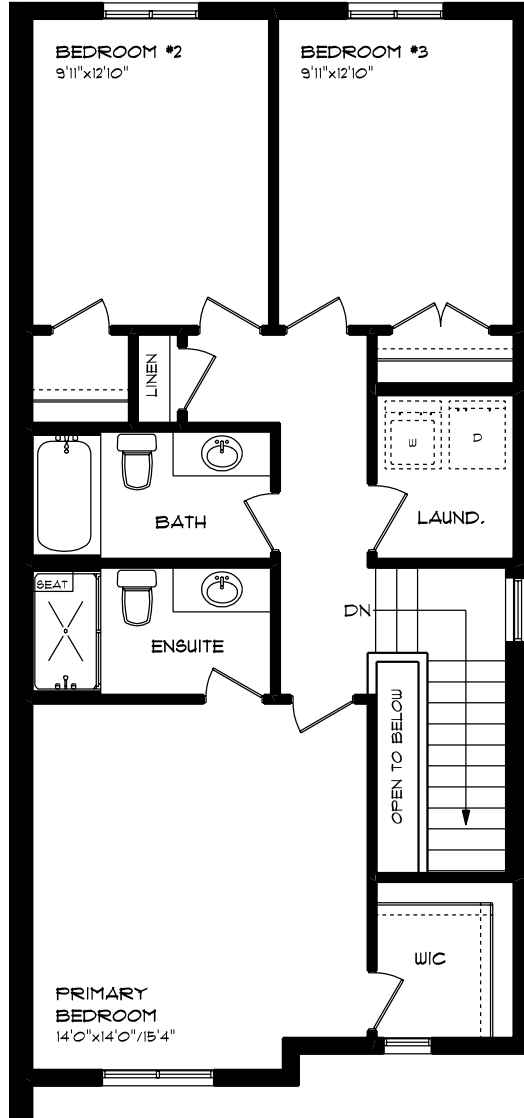 BEDROOM #2
9'11"x12'10"
BEDROOM #3
9'11"x12'10"
LINEN
W
D
BATH
LAUND.
SEAT
DN
ENSUITE
OPEN TO BELOW
WIC
PRIMARY
BEDROOM
14'0"x14'0"/15'4"